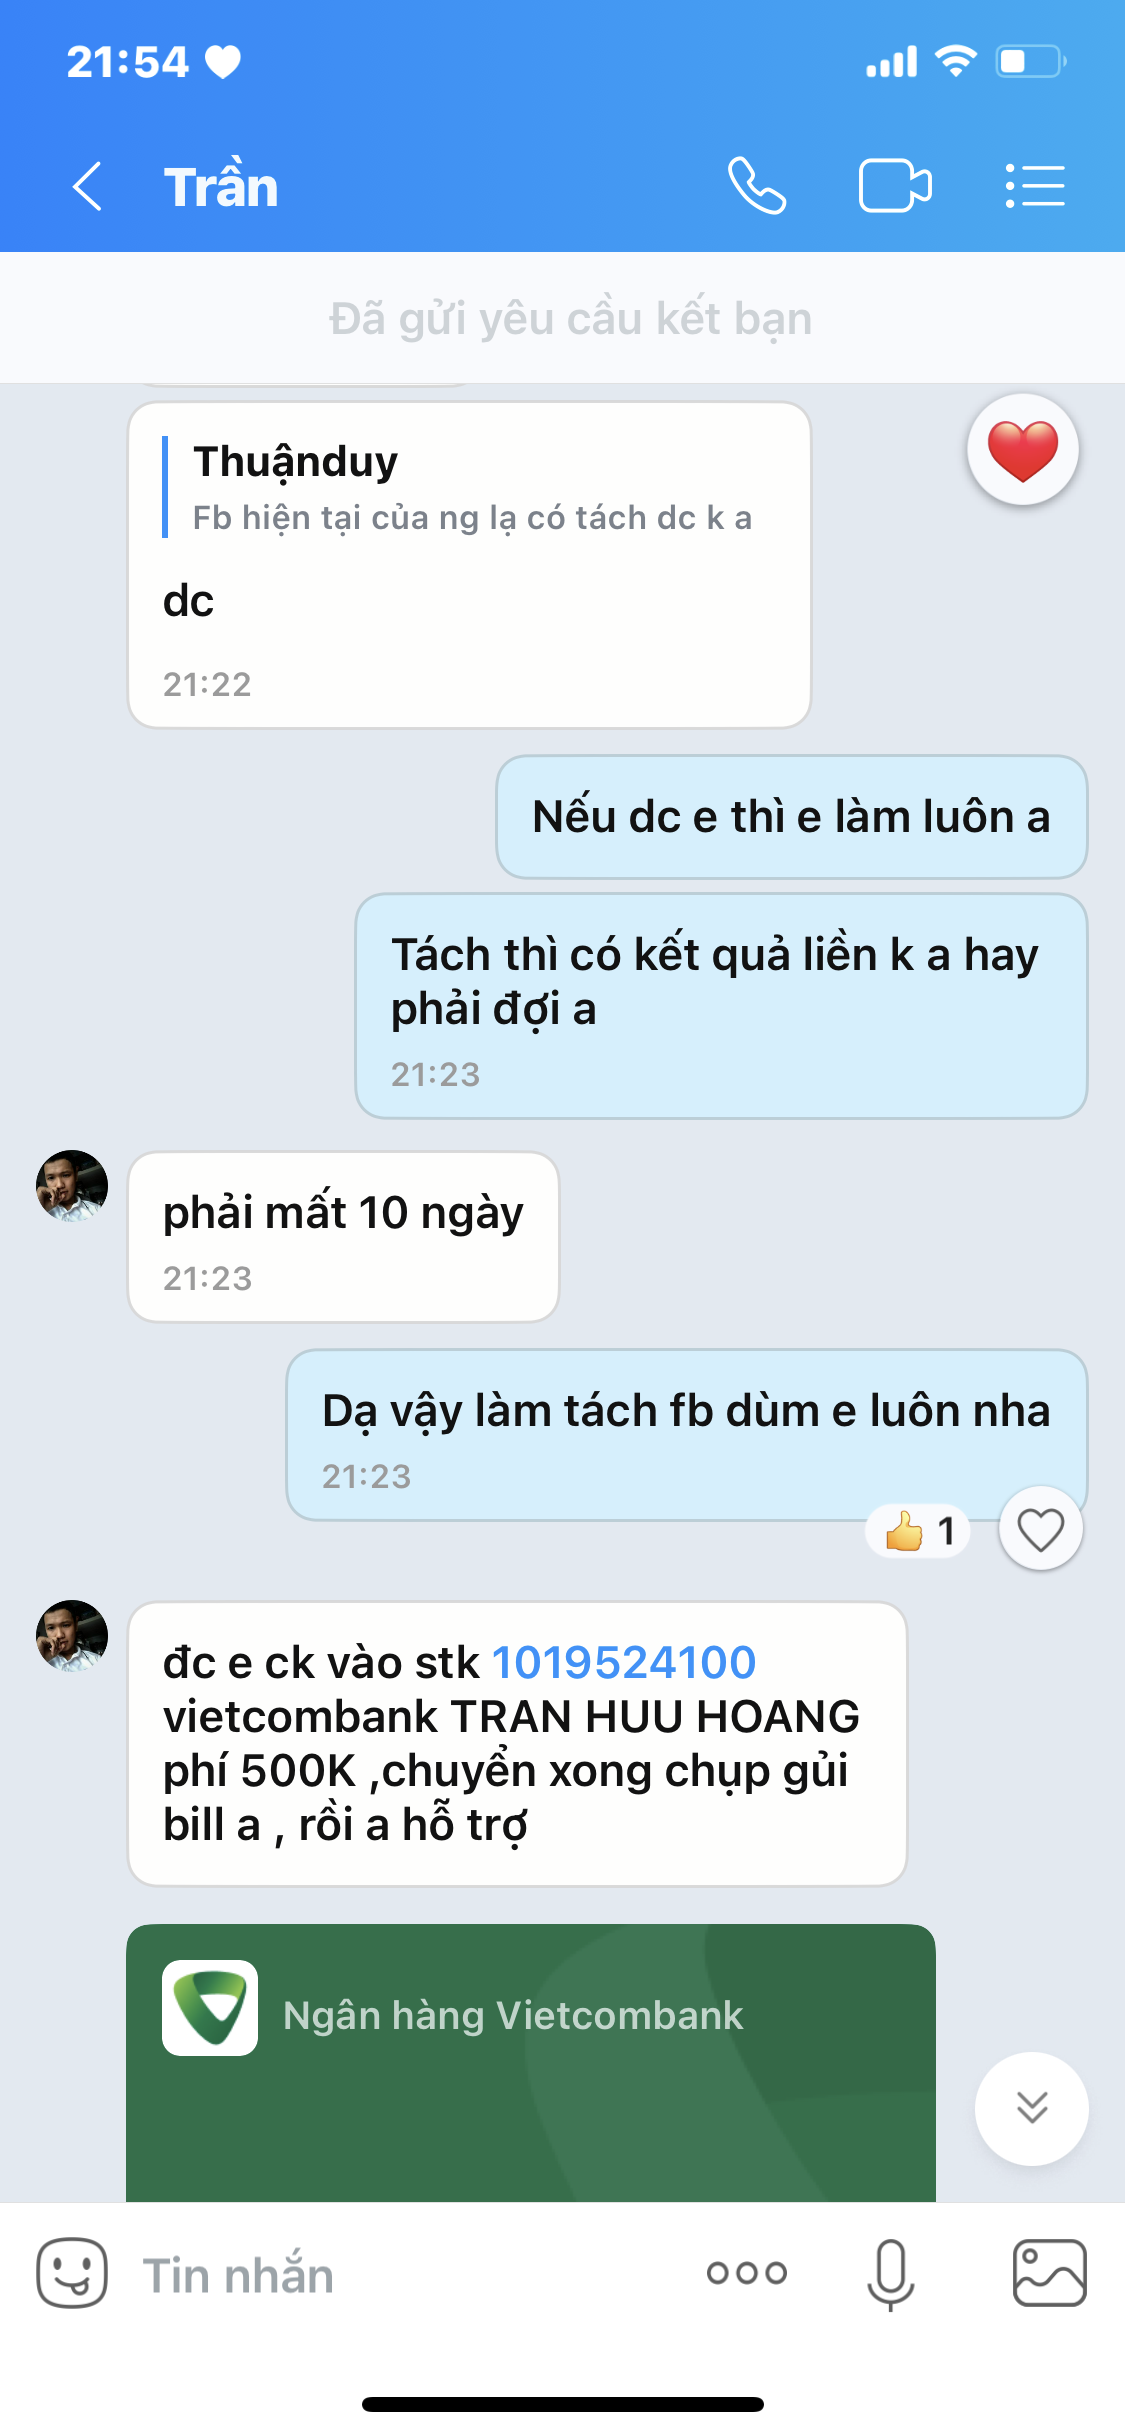 21:54
Trần
Đã gửi yêu cầu kết bạn
Thuậnduy
Fb hiện tại của ng lạ có tách dc k a
dc
21:22
Nếu dc e thì e làm luôn a
Tách thì có kết quả liền k a hay
phải đợi a
21:23
phải mất 10 ngày
21:23
Dạ vậy làm tách fb dùm e luôn nha
21:23
1
đc e ck vào stk 1019524100
vietcombank TRAN HUU HOANG
phí 500K ,chuyển xong chụp gủi
bill a , rồi a hỗ trợ
Ngân hàng Vietcombank
Tin nhắn